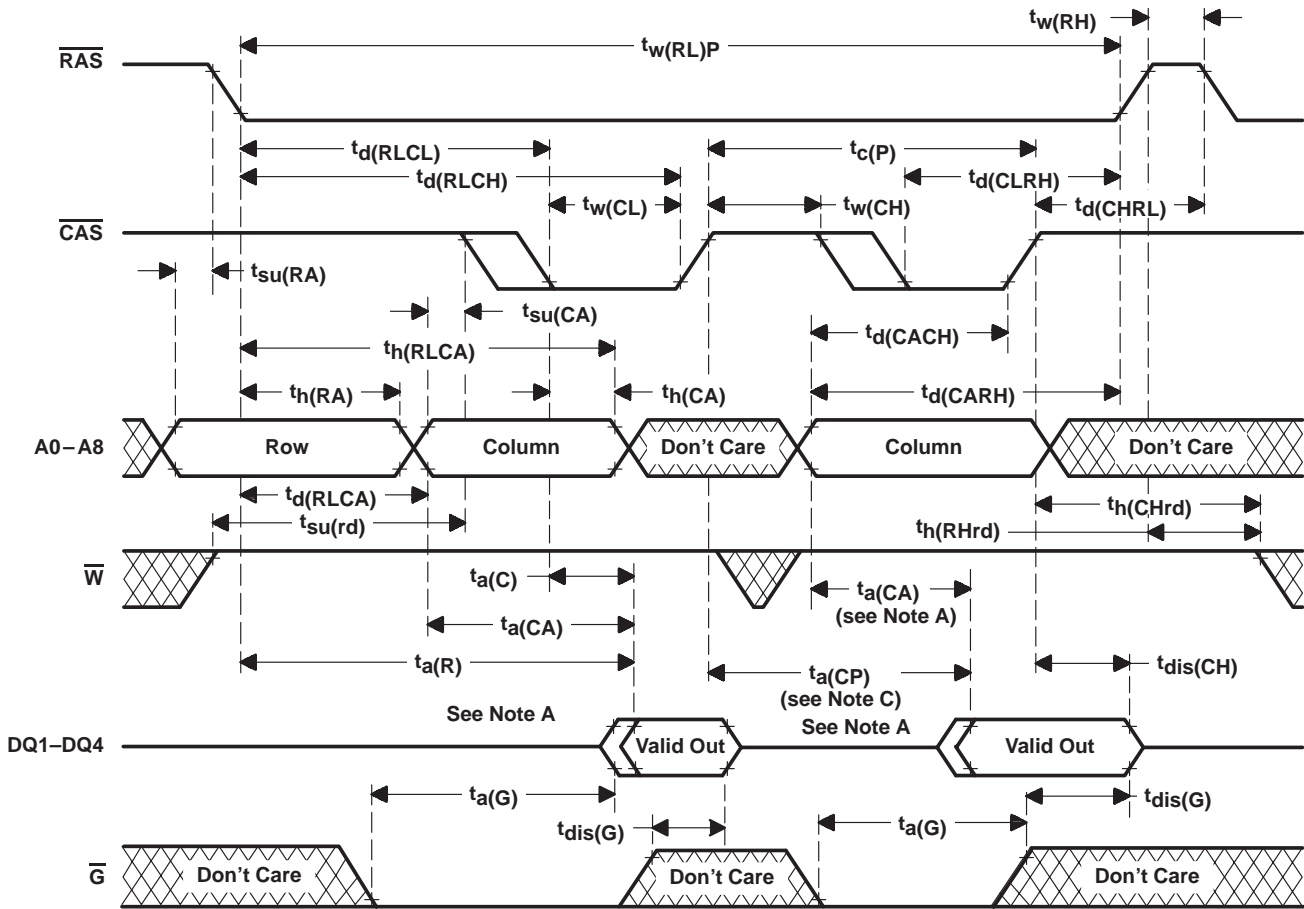 tw(RH)
tw(RL)P
RAS
td(RLCL)
tc(P)
td(RLCH)
td(CLRH)
tw(CL)
tw(CH)
td(CHRL)
CAS
tsu(RA)
tsu(CA)
td(CACH)
th(RLCA)
th(RA)
th(CA)
td(CARH)
A0–A8
Row
Column
Don't Care
Column
Don't Care
td(RLCA)
th(CHrd)
tsu(rd)
th(RHrd)
W
ta(C)
ta(CA)
(see Note A)
ta(CA)
ta(R)
ta(CP)
(see Note C)
tdis(CH)
See Note A
See Note A
DQ1–DQ4
Valid Out
Valid Out
ta(G)
tdis(G)
tdis(G)
ta(G)
G
Don't Care
Don't Care
Don't Care